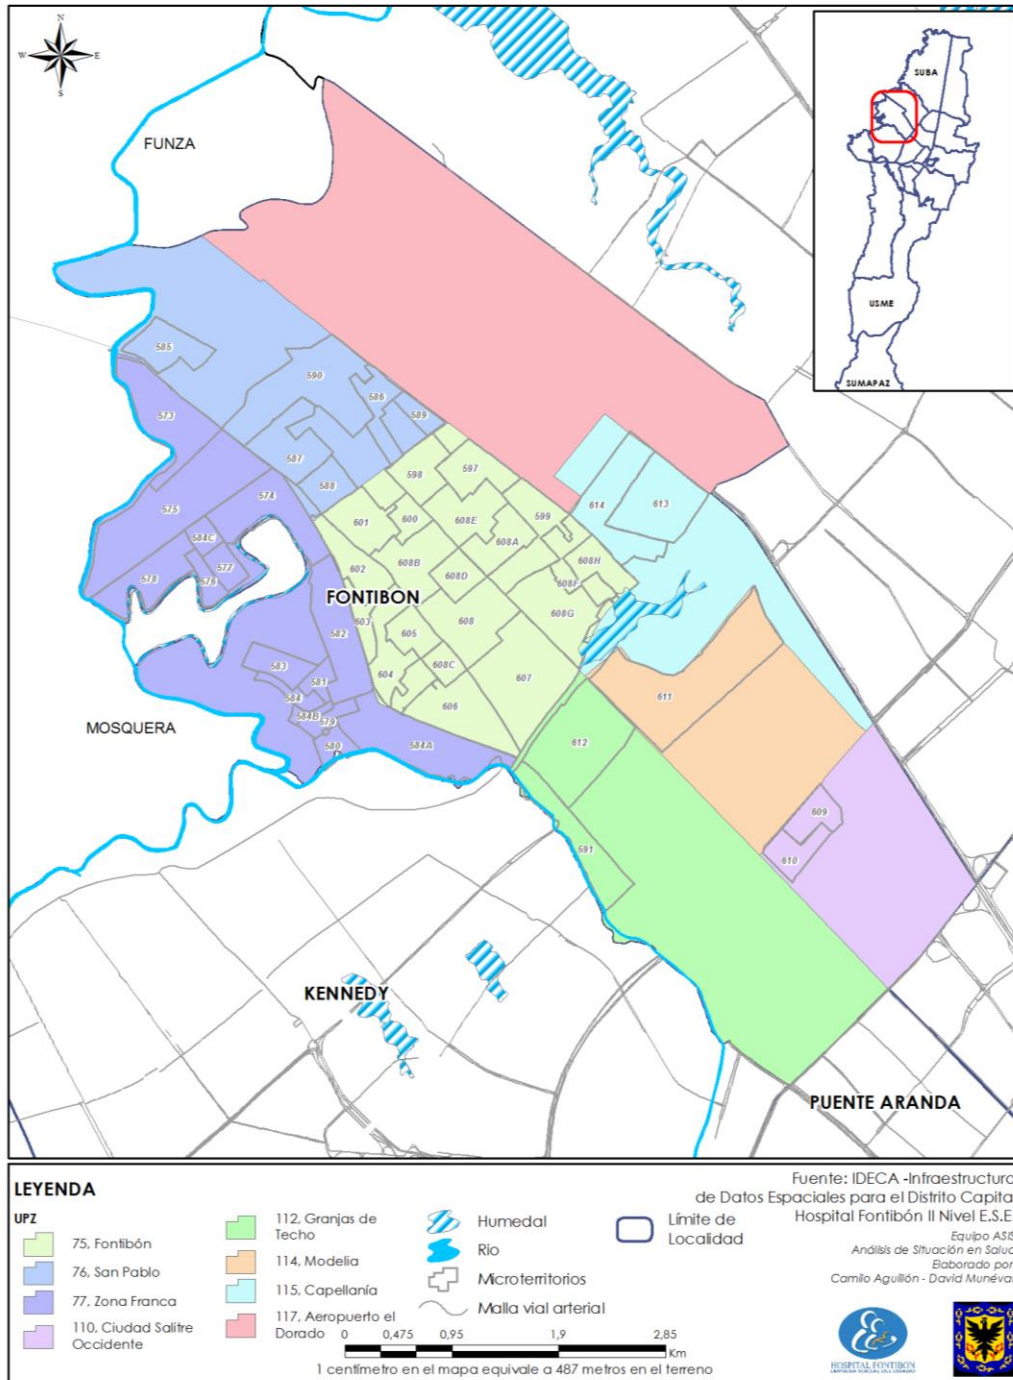 N
W E
S
FUNZA
SUBA
USME
SUMAPAZ
585
590
586
589
573
587
588
598
597
574
575
601
600
608E
599
614
613
584C
608A
608H
578
576
577
602
608B
608D
608F
FONTIBON
603
608
608G
582
605
583
581
604
608C
607
611
584
606
MOSQUERA
584B
579
580
584A
612
609
591
610
KENNEDY
PUENTE ARANDA
LEYENDA
UPZ
75, Fontibón
76, San Pablo
77, Zona Franca
110, Ciudad Salitre
Occidente
112, Granjas de
Techo
114, Modelia
115, Capellanía
117, Aeropuerto el
Dorado
Humedal
Rio
Microterritorios
Malla vial arterial
Límite de
Localidad
0 0,475 0,95 1,9 2,85
Km
1 centímetro en el mapa equivale a 487 metros en el terreno
Fuente: IDECA -Infraestructura
de Datos Espaciales para el Distrito Capital
Hospital Fontibón II Nivel E.S.E.
Equipo ASIS
Análisis de Situación en Salud
Elaborado por:
Camilo Aguillón - David Munévar
HOSPITAL FONTIBON
EMPRESA SOCIAL DEL ESTADO